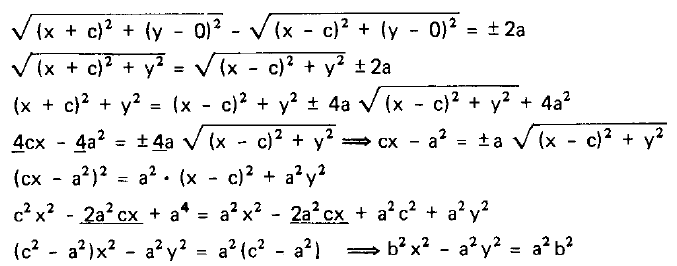 √(x + c)² + (y - 0)² - √(x - c)² + (y - 0)² = ± 2a
√(x + c)² + y² = √(x - c)² + y² ± 2a
(x + c)² + y² = (x - c)² + y² ± 4a √(x - c)² + y² + 4a²
4cx - 4a² = ± 4a √(x - c)² + y² ⟹ cx - a² = ±a √(x - c)² + y²
(cx - a²)² = a² · (x - c)² + a²y²
c²x² - 2a²cx + a⁴ = a²x² - 2a²cx + a²c² + a²y²
(c² - a²)x² - a²y² = a²(c² - a²) ⟹ b²x² - a²y² = a²b²